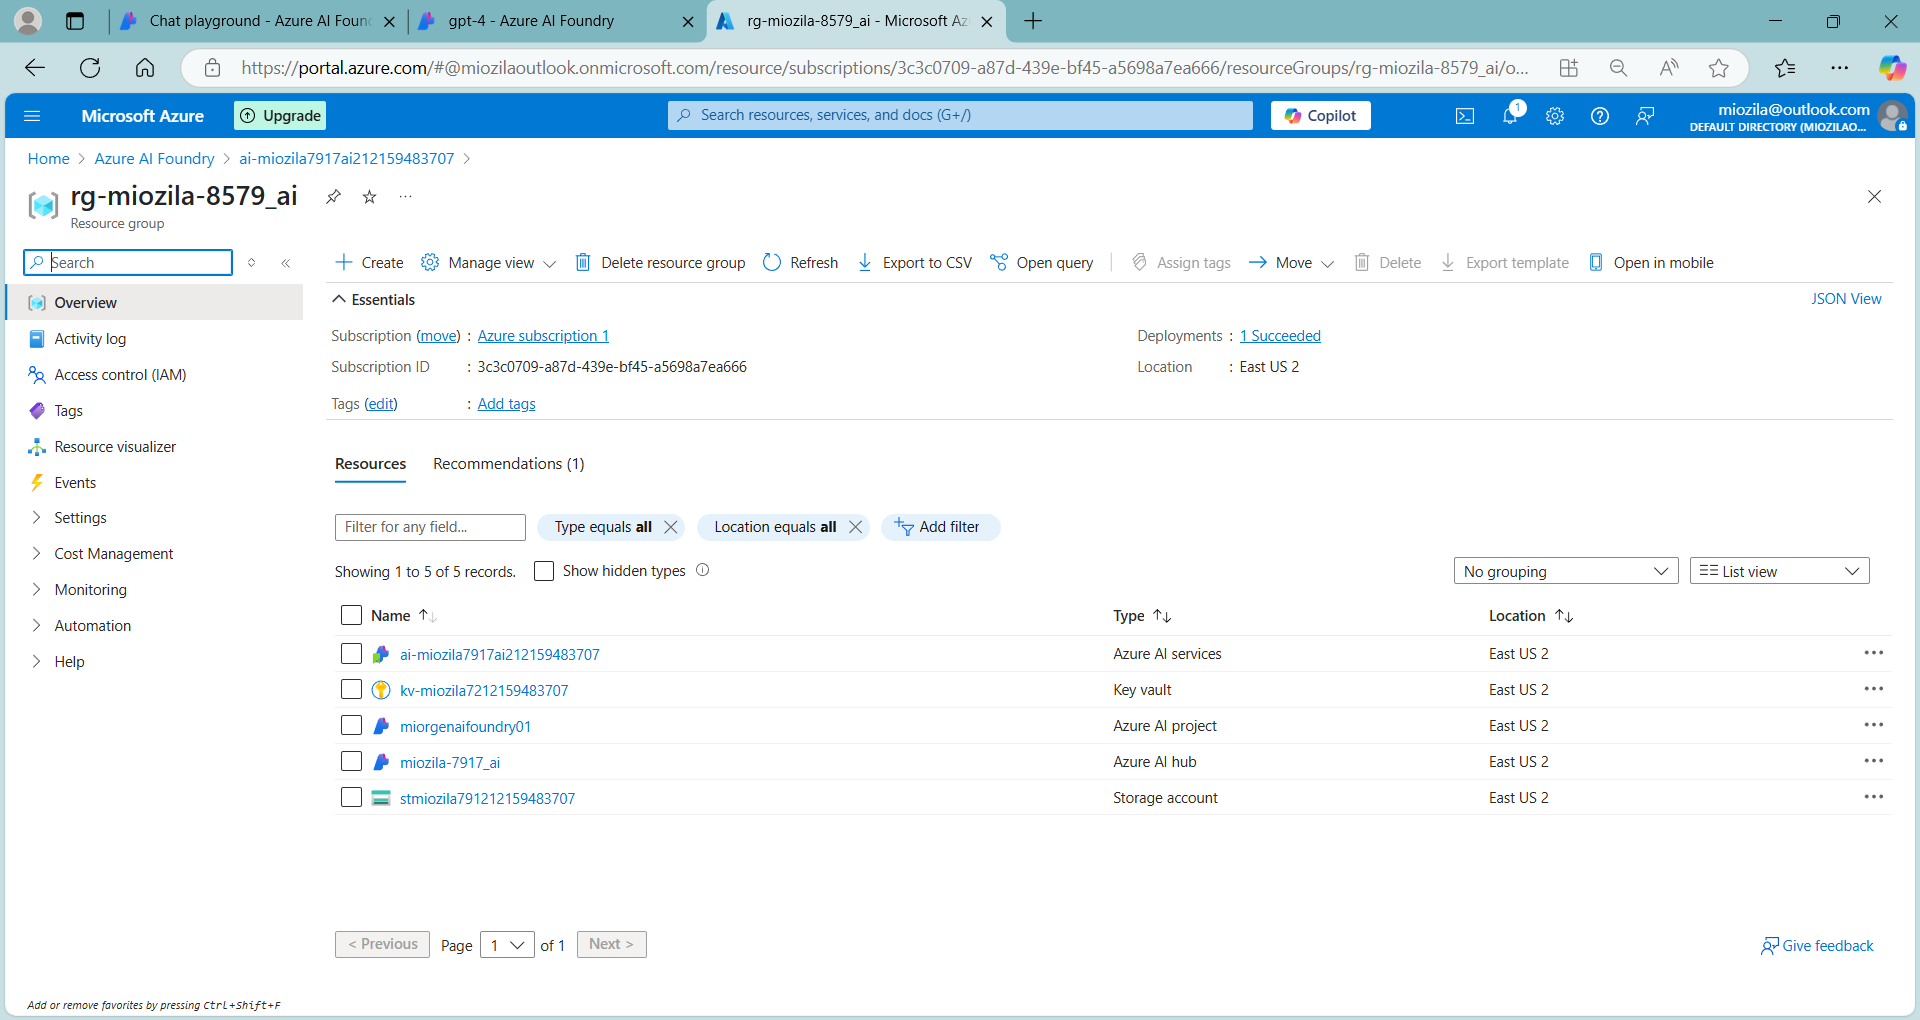 Chat playground - Azure AI Foun
gpt-4 - Azure AI Foundry
rg-miozila-8579_ai - Microsoft Az
https://portal.azure.com/#@miozilaoutlook.onmicrosoft.com/resource/subscriptions/3c3c0709-a87d-439e-bf45-a5698a7ea666/resourceGroups/rg-miozila-8579_ai/o...
Microsoft Azure
Upgrade
Search resources, services, and docs (G+/)
Copilot
1
miozila@outlook.com
DEFAULT DIRECTORY (MIOZILAO...
Home > Azure AI Foundry > ai-miozila7917ai212159483707 >
rg-miozila-8579_ai
Resource group
Search
Create
Manage view
Delete resource group
Refresh
Export to CSV
Open query
Assign tags
Move
Delete
Export template
Open in mobile
Overview
Activity log
Access control (IAM)
Tags
Resource visualizer
Events
Settings
Cost Management
Monitoring
Automation
Help
Essentials
JSON View
Subscription (move) : Azure subscription 1
Deployments : 1 Succeeded
Subscription ID : 3c3c0709-a87d-439e-bf45-a5698a7ea666
Location : East US 2
Tags (edit) : Add tags
Resources
Recommendations (1)
Filter for any field...
Type equals all
Location equals all
Add filter
Showing 1 to 5 of 5 records.
Show hidden types
No grouping
List view
Name Type Location
ai-miozila7917ai212159483707 Azure AI services East US 2
kv-miozila7212159483707 Key vault East US 2
miorgenaifoundry01 Azure AI project East US 2
miozila-7917_ai Azure AI hub East US 2
stmiozila791212159483707 Storage account East US 2
< Previous
Page 1 of 1
Next >
Give feedback
Add or remove favorites by pressing Ctrl+Shift+F